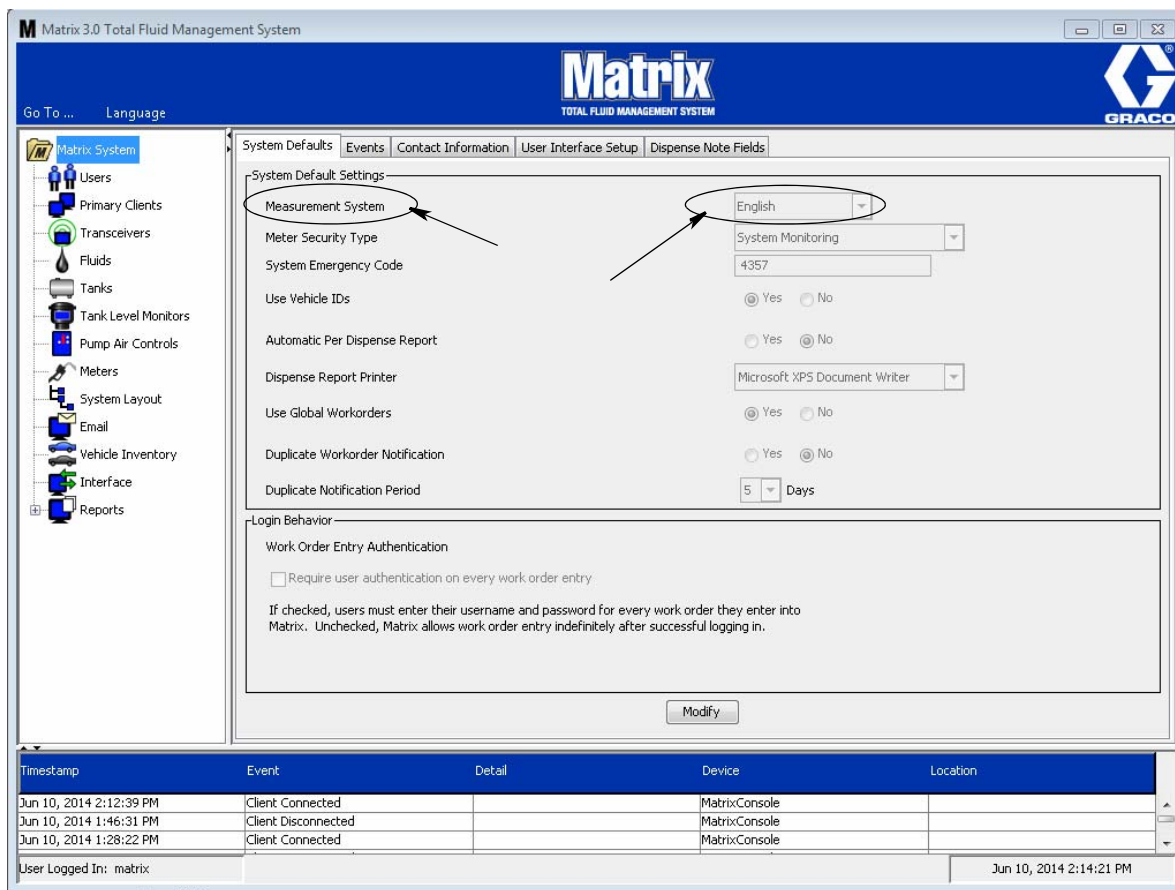 Matrix 3.0 Total Fluid Management System
Matrix
TOTAL FLUID MANAGEMENT SYSTEM
GRACO
Go To ... Language
Matrix System
Users
Primary Clients
Transceivers
Fluids
Tanks
Tank Level Monitors
Pump Air Controls
Meters
System Layout
Email
Vehicle Inventory
Interface
Reports
System Defaults Events Contact Information User Interface Setup Dispense Note Fields
System Default Settings
Measurement System English
Meter Security Type System Monitoring
System Emergency Code 4357
Use Vehicle IDs Yes No
Automatic Per Dispense Report Yes No
Dispense Report Printer Microsoft XPS Document Writer
Use Global Workorders Yes No
Duplicate Workorder Notification Yes No
Duplicate Notification Period 5 Days
Login Behavior
Work Order Entry Authentication
Require user authentication on every work order entry
If checked, users must enter their username and password for every work order they enter into
Matrix. Unchecked, Matrix allows work order entry indefinitely after successful logging in.
Modify
Timestamp Event Detail Device Location
Jun 10, 2014 2:12:39 PM Client Connected MatrixConsole
Jun 10, 2014 1:46:31 PM Client Disconnected MatrixConsole
Jun 10, 2014 1:28:22 PM Client Connected MatrixConsole
User Logged In: matrix Jun 10, 2014 2:14:21 PM